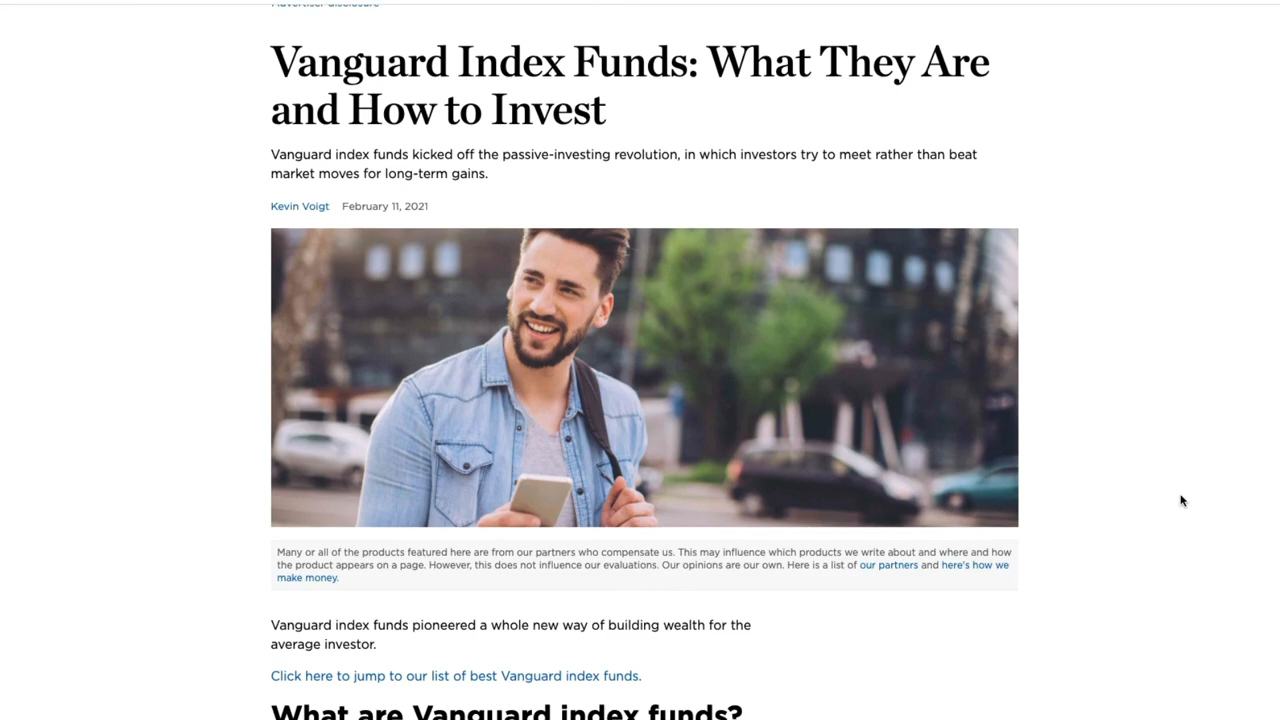 Advertiser disclosure
Vanguard Index Funds: What They Are
and How to Invest
Vanguard index funds kicked off the passive-investing revolution, in which investors try to meet rather than beat
market moves for long-term gains.
Kevin Voigt February 11, 2021
Many or all of the products featured here are from our partners who compensate us. This may influence which products we write about and where and how
the product appears on a page. However, this does not influence our evaluations. Our opinions are our own. Here is a list of our partners and here's how we
make money.
Vanguard index funds pioneered a whole new way of building wealth for the
average investor.
Click here to jump to our list of best Vanguard index funds.
What are Vanguard index funds?